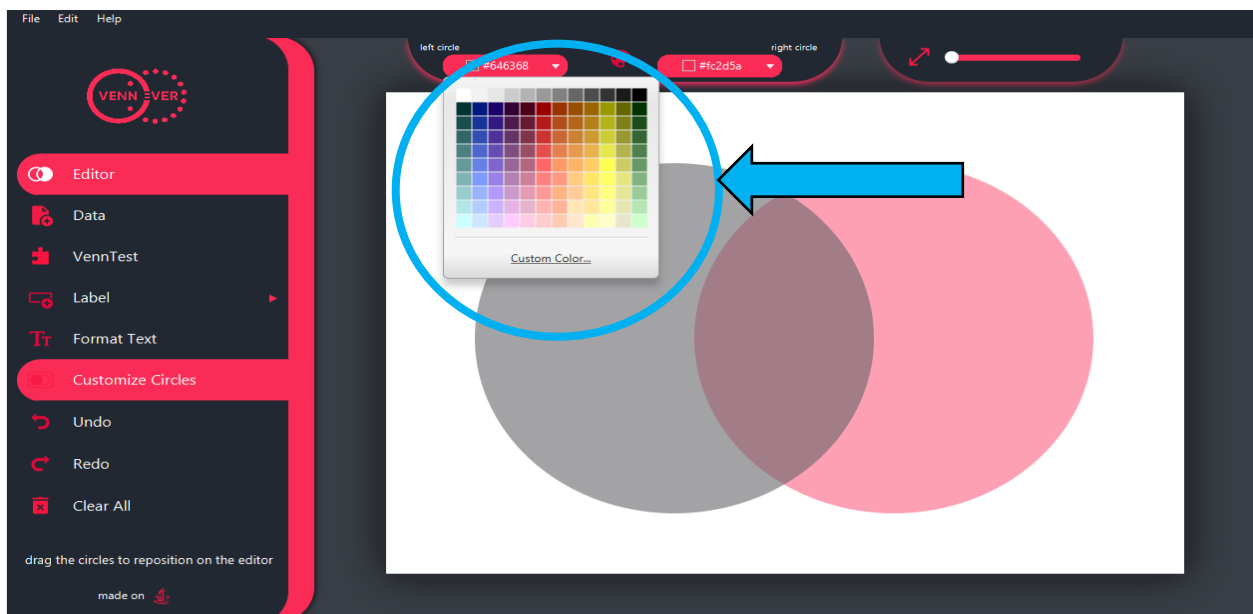 File Edit Help
left circle
right circle
#646368
#fc2d5a
VENN EVER
Editor
Data
VennTest
Label
Tт Format Text
Customize Circles
Undo
Redo
Clear All
drag the circles to reposition on the editor
made on
Custom Color...